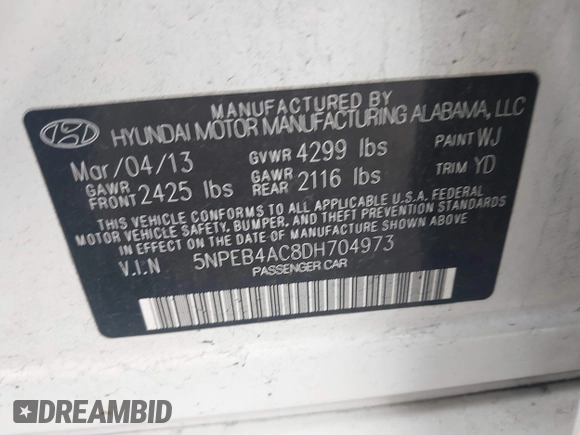 MANUFACTURED BY
HYUNDAI MOTOR MANUFACTURING ALABAMA, LLC
Mar/04/13 GVWR 4299 lbs PAINT WJ
GAWR FRONT 2425 lbs GAWR REAR 2116 lbs TRIM YD
THIS VEHICLE CONFORMS TO ALL APPLICABLE U.S.A. FEDERAL
MOTOR VEHICLE SAFETY, BUMPER, AND THEFT PREVENTION STANDARDS
IN EFFECT ON THE DATE OF MANUFACTURE SHOWN ABOVE.
V.I.N 5NPEB4AC8DH704973
PASSENGER CAR
DREAMBID